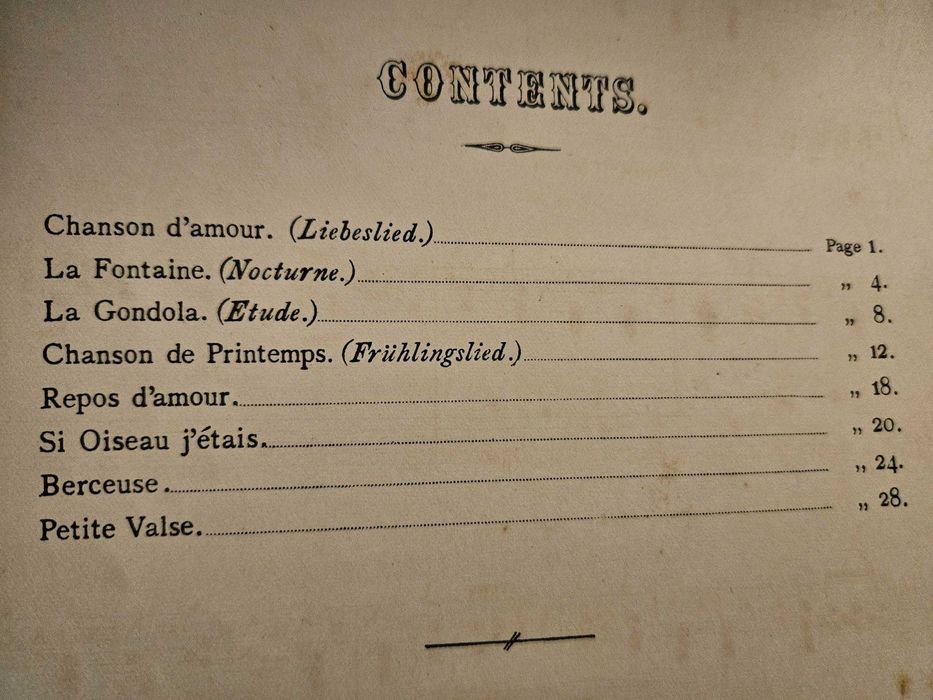 CONTENTS.
Chanson d'amour. (Liebeslied.) Page 1.
La Fontaine. (Nocturne.) „ 4.
La Gondola. (Etude.) „ 8.
Chanson de Printemps. (Frühlingslied.) „ 12.
Repos d'amour. „ 18.
Si Oiseau j'étais. „ 20.
Berceuse. „ 24.
Petite Valse. „ 28.